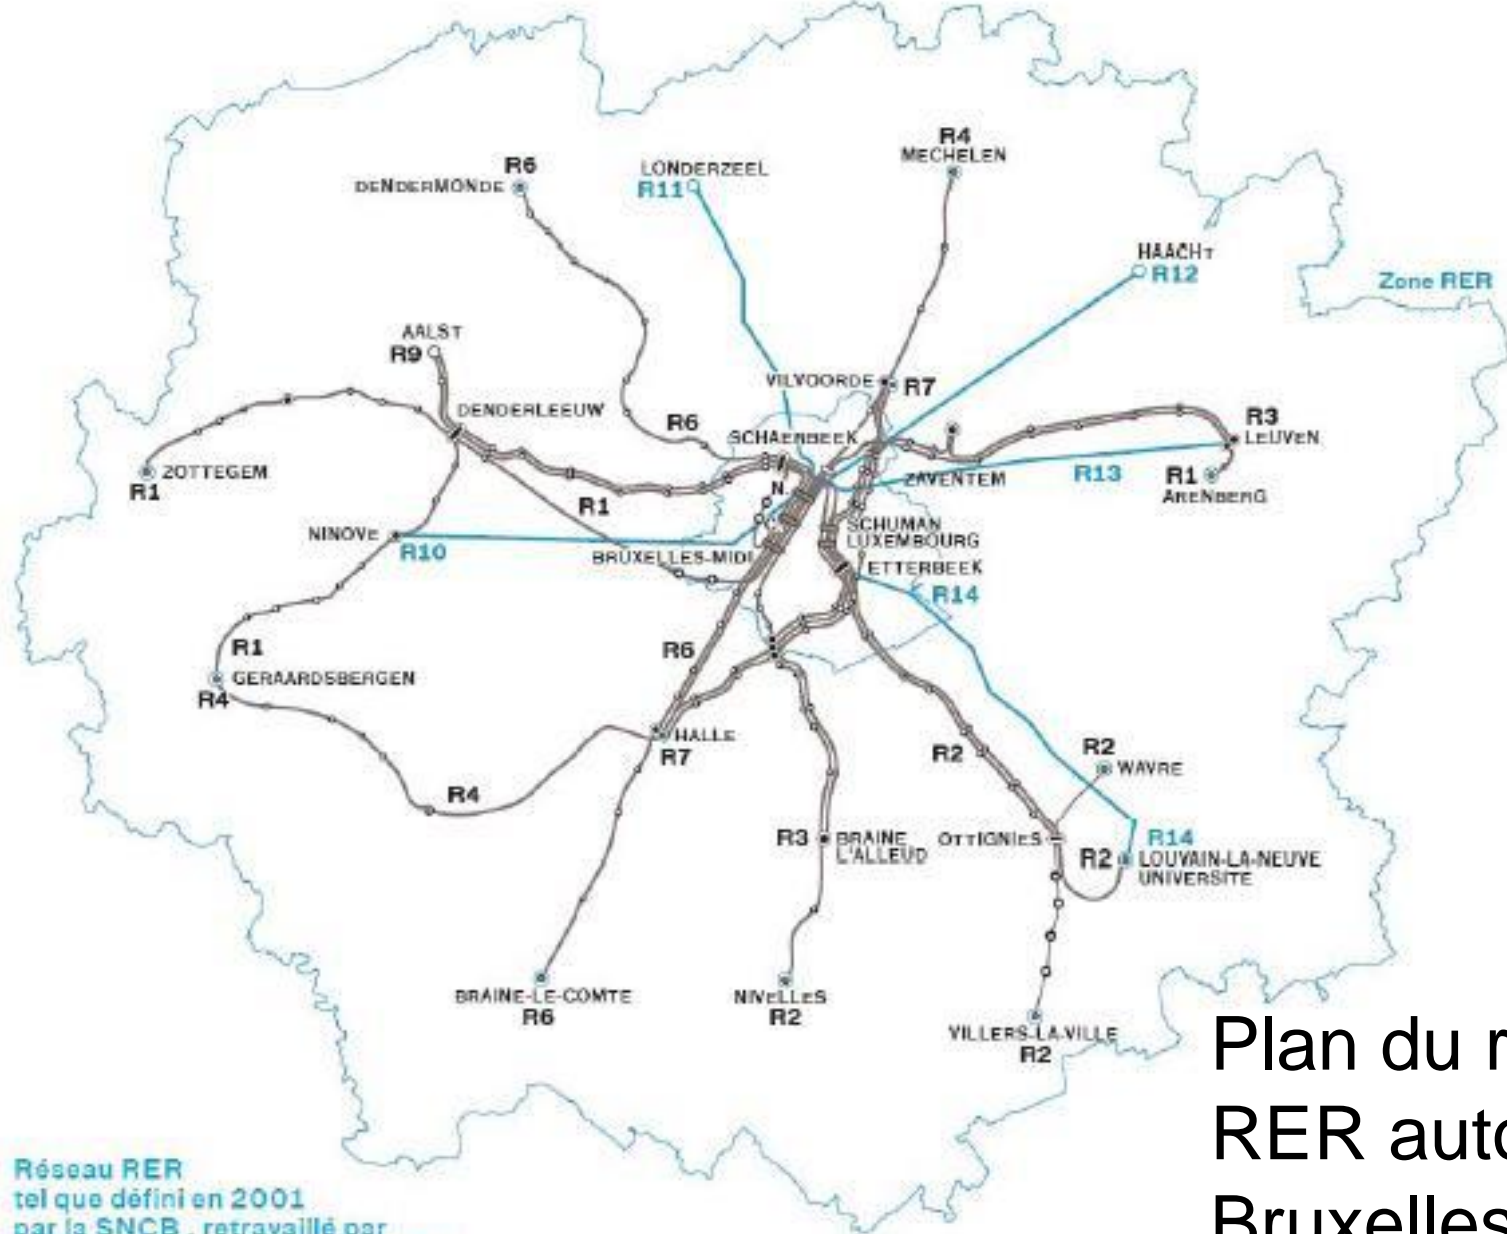 R4
MECHELEN
R6
DENDERMONDE
LONDERZEEL
R11
HAACHT
R12
Zone RER
AALST
R9
VILVOORDE R7
DENDERLEEUW
R6
SCHAERBEEK
R3
LEUVEN
ZOTTEGEM
R1
ZAVENTEM
R13
R1
ARENBERG
R1
N
C
NINOVE
R10
BRUXELLES-MIDI
SCHUMAN
LUXEMBOURG
ETTERBEEK
R14
R1
R6
GERAARDSBERGEN
R4
HALLE
R7
R2
R2
WAVRE
R4
R3
BRAINE
L'ALLEUD
OTTIGNIES
R14
R2
LOUVAIN-LA-NEUVE
UNIVERSITE
BRAINE-LE-COMTE
R6
NIVELLES
R2
VILLERS-LA-VILLE
R2
Plan du
RER
Bruxelles
Réseau RER
tel que défini en 2001
par la SNCB , retravaillé par